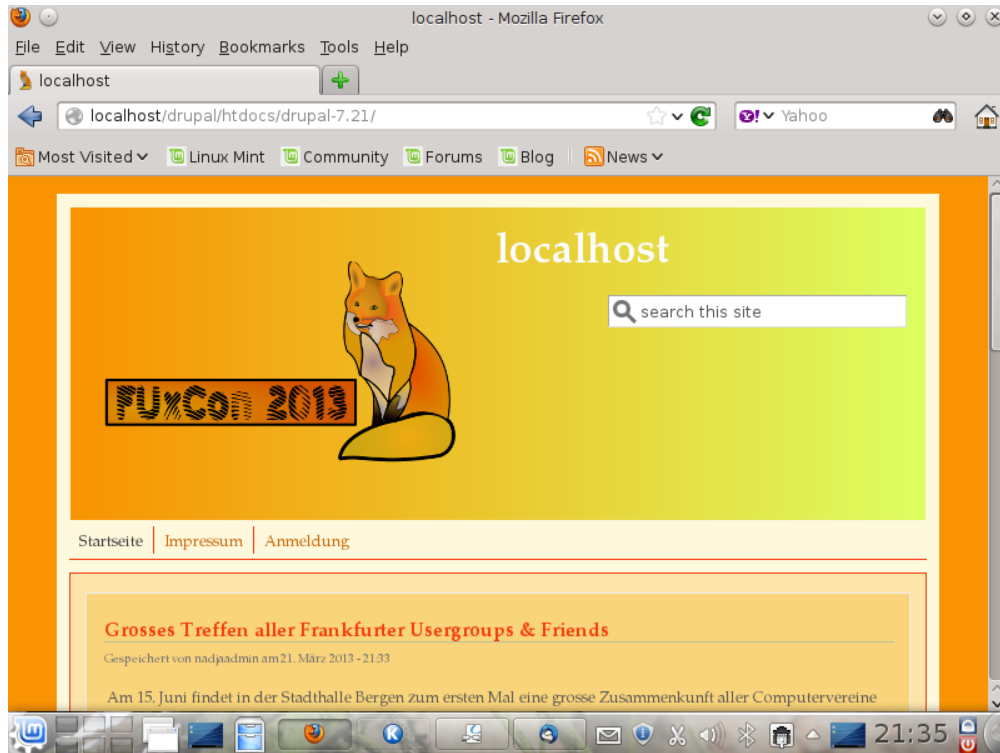 localhost - Mozilla Firefox
File Edit View History Bookmarks Tools Help
localhost
localhost/drupal/htdocs/drupal-7.21/
Yahoo
Most Visited Linux Mint Community Forums Blog News
localhost
search this site
FUxCon 2013
Startseite Impressum Anmeldung
Grosses Treffen aller Frankfurter Usergroups & Friends
Gespeichert von nadjaadmin am 21. März 2013 - 21:33
Am 15. Juni findet in der Stadthalle Bergen zum ersten Mal eine grosse Zusammenkunft aller Computervereine
21:35